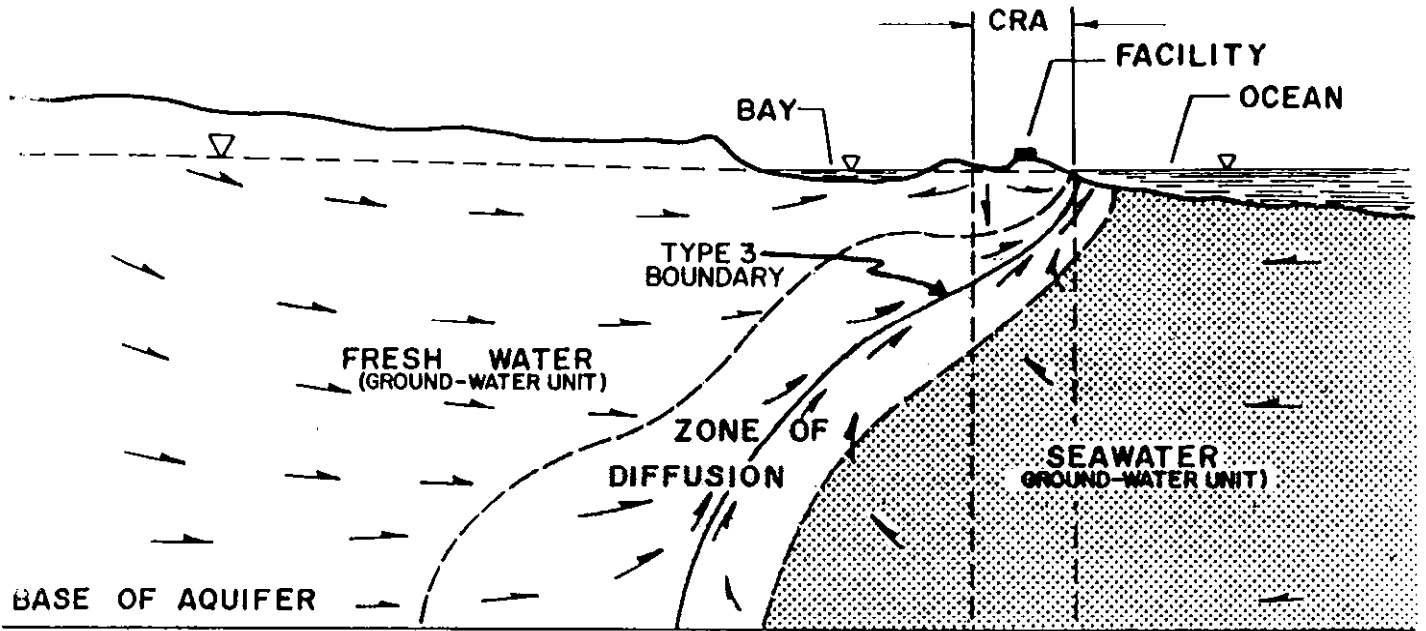 CRA
FACILITY
BAY
OCEAN
TYPE 3
BOUNDARY
FRESH WATER
(GROUND-WATER UNIT)
ZONE OF
DIFFUSION
SEAWATER
GROUND-WATER UNIT)
BASE OF AQUIFER